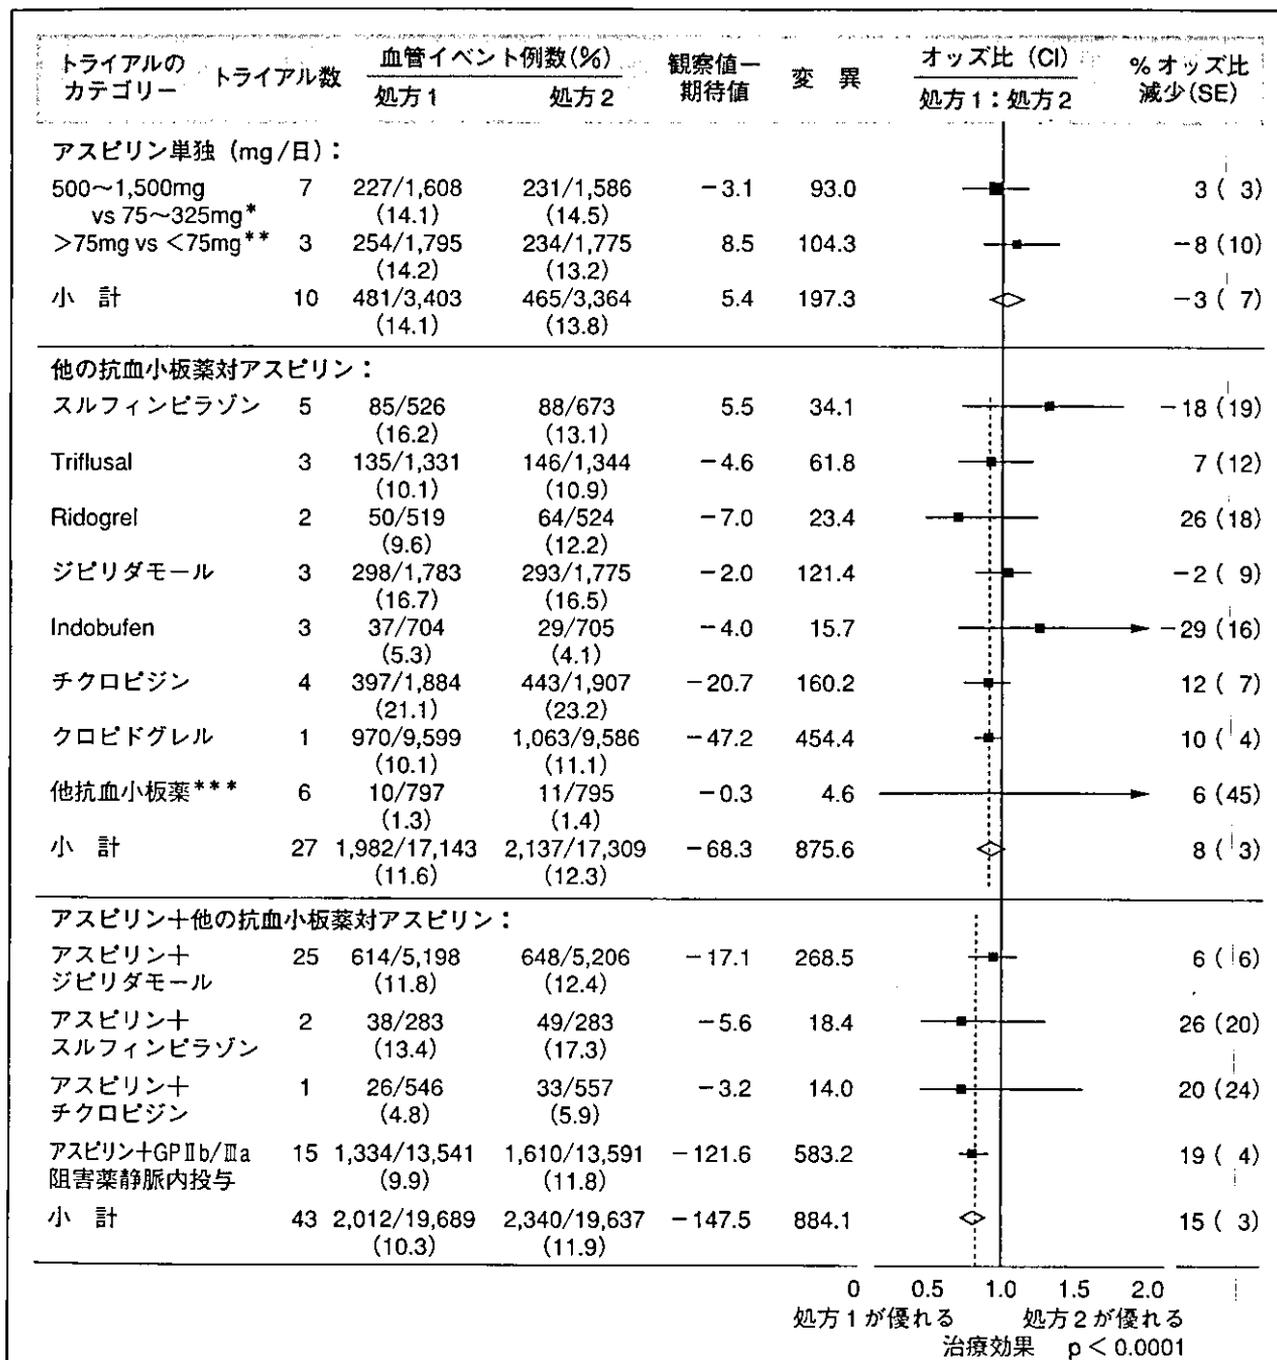 トライアルの
カテゴリー トライアル数 血管イベント例数(%) 観察値ー
期待値 変 異 オッズ比 (CI) % オッズ比
減少(SE)
処方1 処方2 処方1:処方2
アスピリン単独 (mg/日):
500~1,500mg 7 227/1,608 231/1,586 -3.1 93.0 3 ( 3)
vs 75~325mg* (14.1) (14.5)
>75mg vs <75mg** 3 254/1,795 234/1,775 8.5 104.3 -8 (10)
(14.2) (13.2)
小 計 10 481/3,403 465/3,364 5.4 197.3 -3 ( 7)
(14.1) (13.8)
他の抗血小板薬対アスピリン:
スルフィンピラゾン 5 85/526 88/673 5.5 34.1 -18 (19)
(16.2) (13.1)
Triflusal 3 135/1,331 146/1,344 -4.6 61.8 7 (12)
(10.1) (10.9)
Ridogrel 2 50/519 64/524 -7.0 23.4 26 (18)
(9.6) (12.2)
ジピリダモール 3 298/1,783 293/1,775 -2.0 121.4 -2 ( 9)
(16.7) (16.5)
Indobufen 3 37/704 29/705 -4.0 15.7 -29 (16)
(5.3) (4.1)
チクロピジン 4 397/1,884 443/1,907 -20.7 160.2 12 ( 7)
(21.1) (23.2)
クロピドグレル 1 970/9,599 1,063/9,586 -47.2 454.4 10 ( 4)
(10.1) (11.1)
他抗血小板薬*** 6 10/797 11/795 -0.3 4.6 6 (45)
(1.3) (1.4)
小 計 27 1,982/17,143 2,137/17,309 -68.3 875.6 8 ( 3)
(11.6) (12.3)
アスピリン+他の抗血小板薬対アスピリン:
アスピリン+ 25 614/5,198 648/5,206 -17.1 268.5 6 ( 6)
ジピリダモール (11.8) (12.4)
アスピリン+ 2 38/283 49/283 -5.6 18.4 26 (20)
スルフィンピラゾン (13.4) (17.3)
アスピリン+ 1 26/546 33/557 -3.2 14.0 20 (24)
チクロピジン (4.8) (5.9)
アスピリン+GPⅡb/Ⅲa 15 1,334/13,541 1,610/13,591 -121.6 583.2 19 ( 4)
阻害薬静脈内投与 (9.9) (11.8)
小 計 43 2,012/19,689 2,340/19,637 -147.5 884.1 15 ( 3)
(10.3) (11.9)
0 0.5 1.0 1.5 2.0
処方1が優れる 処方2が優れる
治療効果 p<0.0001